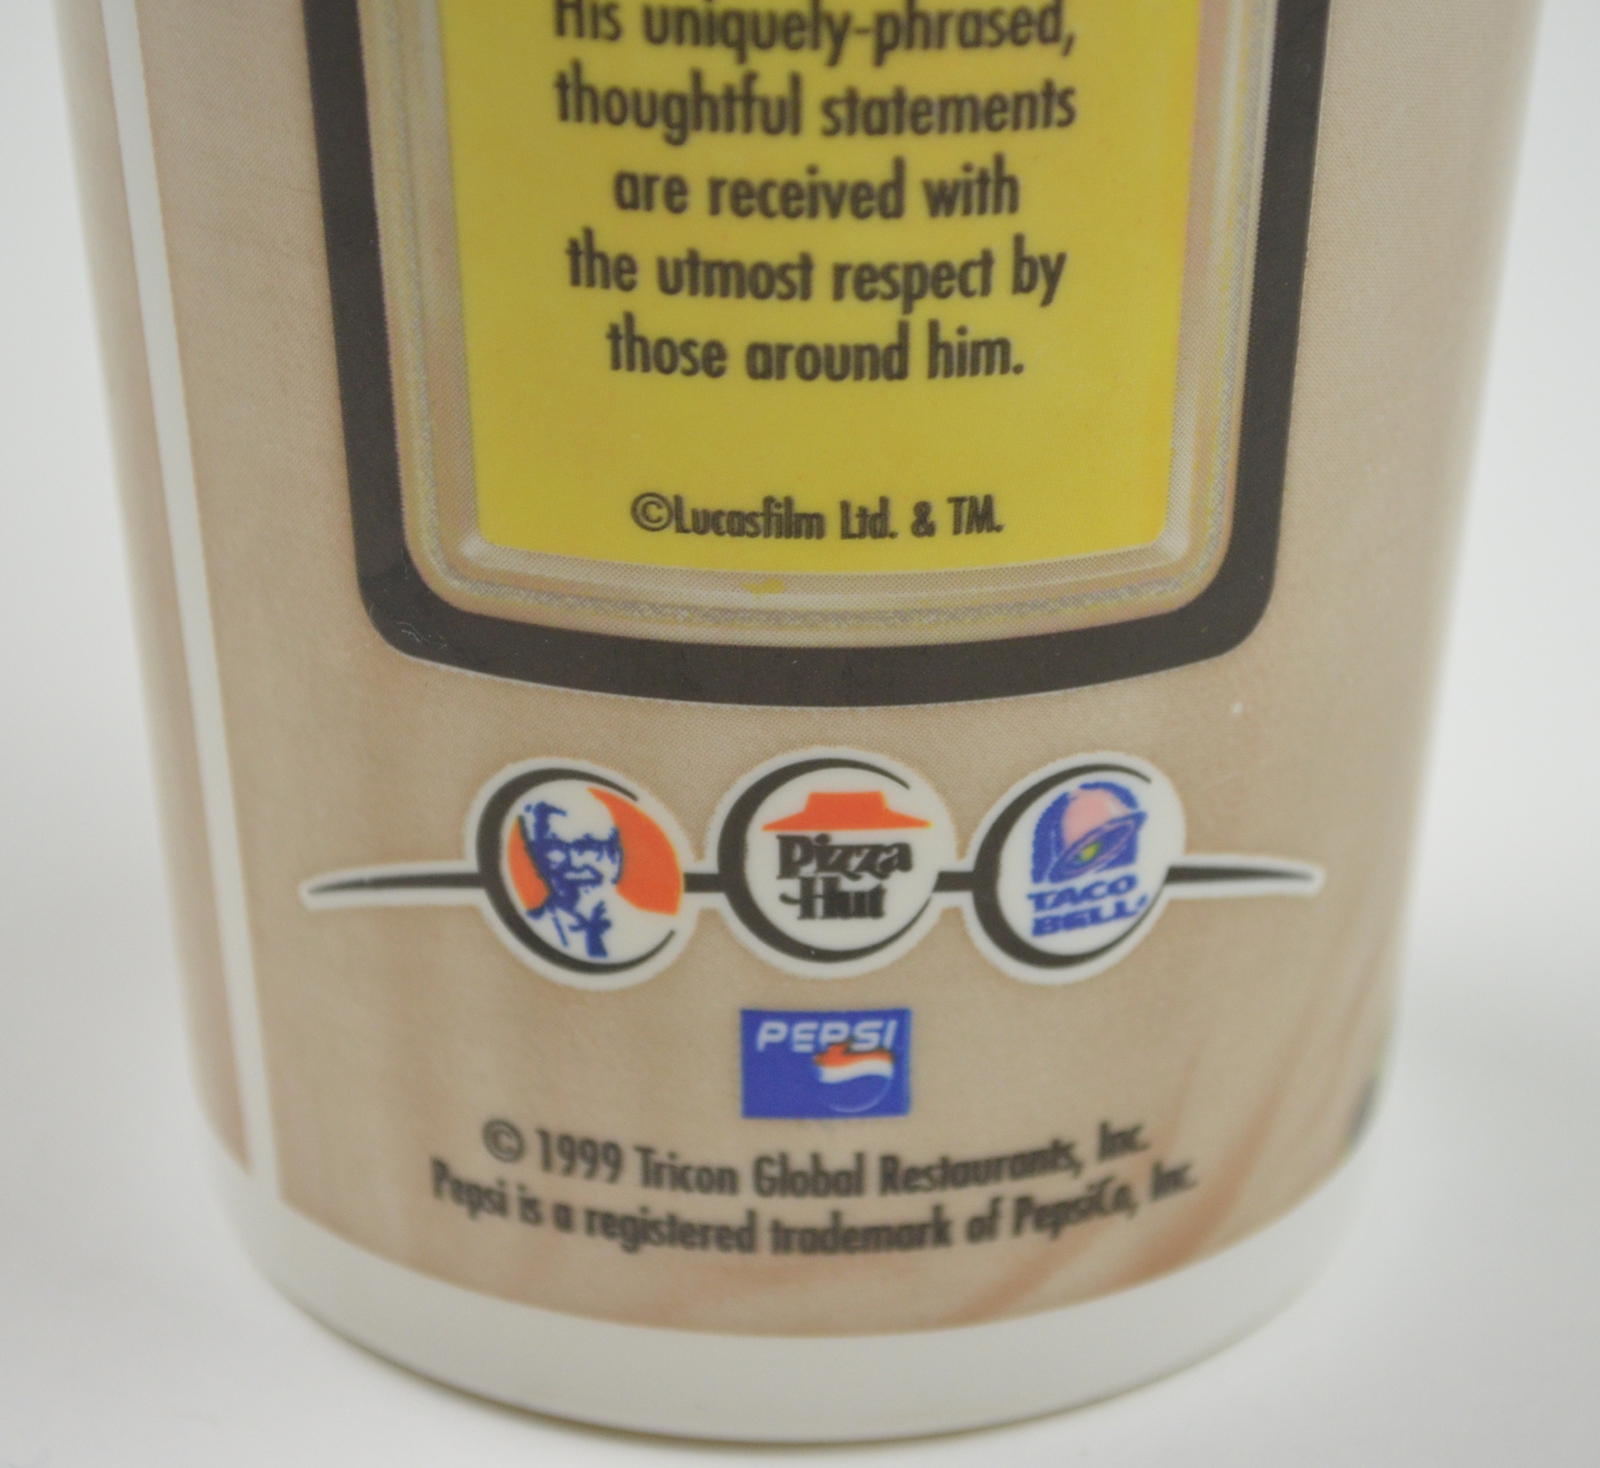 His uniquely-phrased,
thoughtful statements
are received with
the utmost respect by
those around him.
©Lucasfilm Ltd. & TM.
Pizza
Hut
TACO
BELL
PEPSI
© 1999 Tricon Global Restaurants, Inc.
Pepsi is a registered trademark of PepsiCo, Inc.